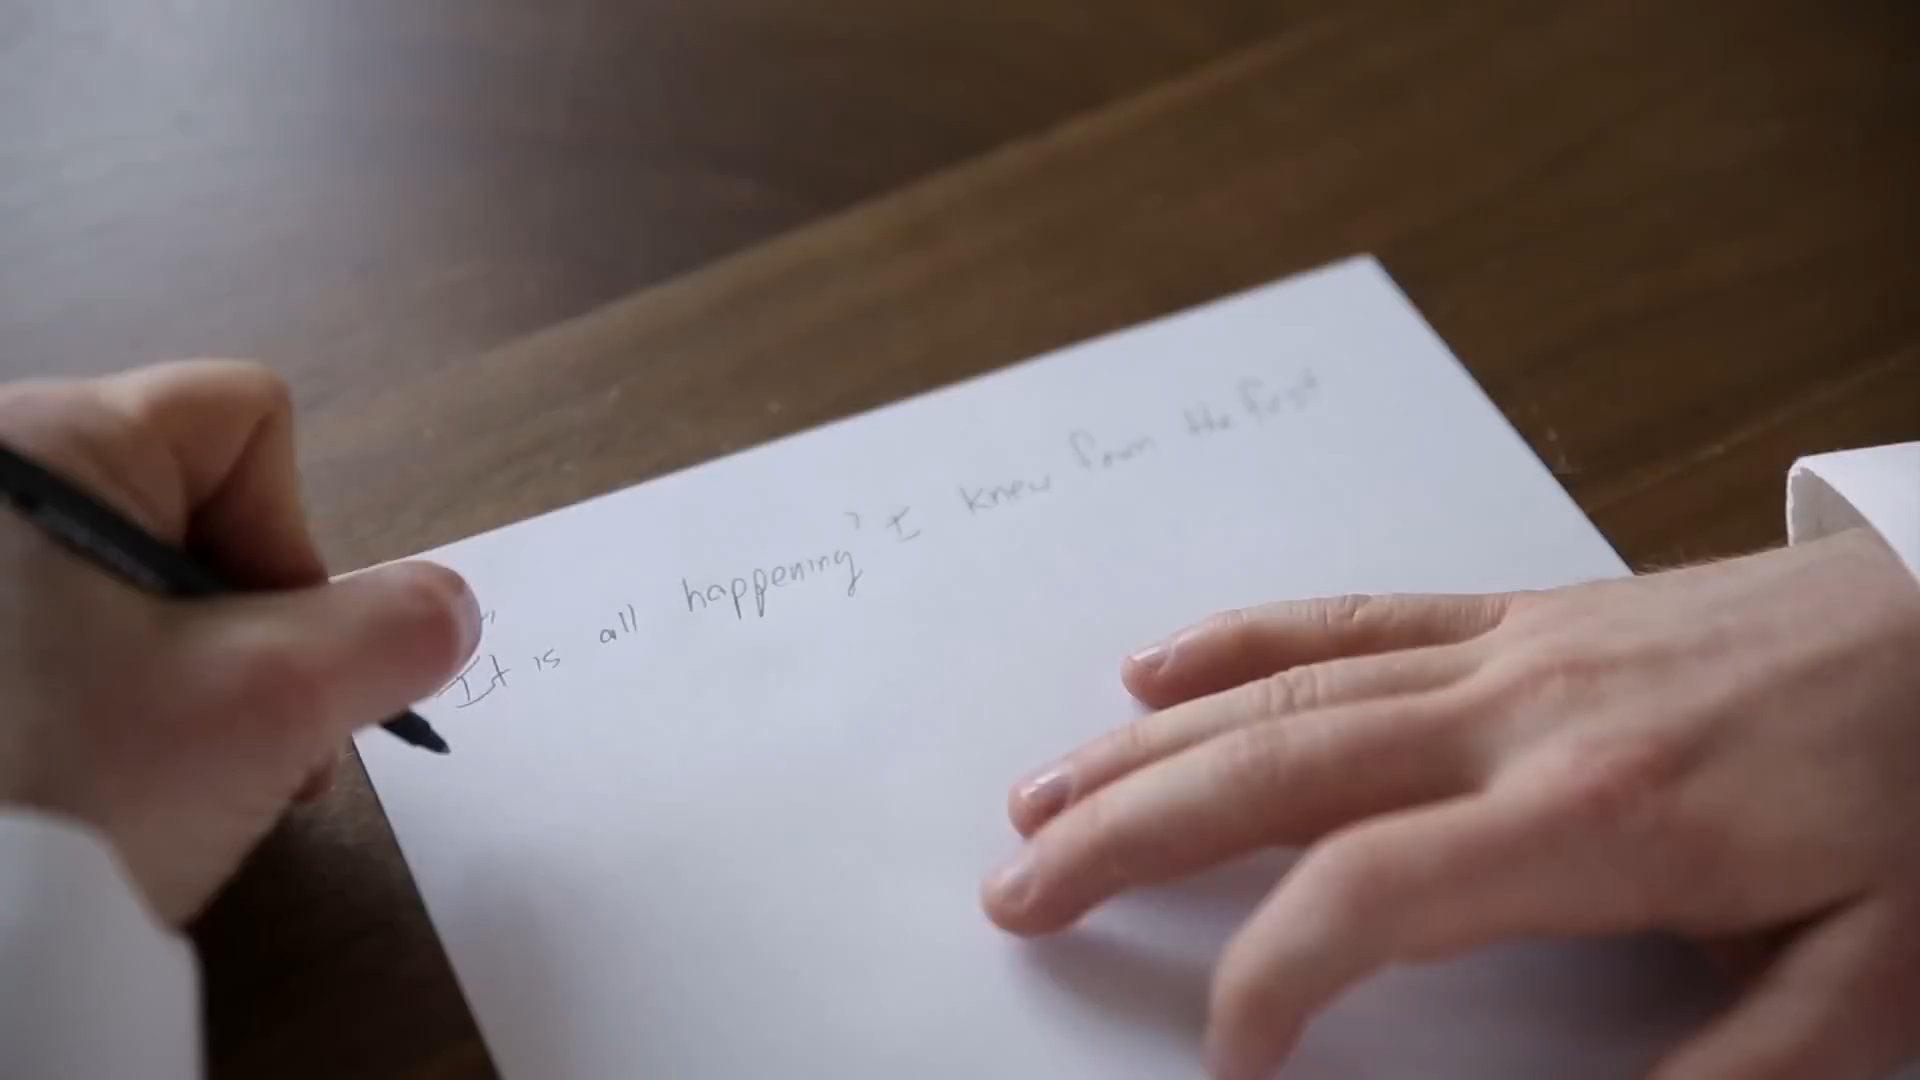 "It is all happening" I knew from the first